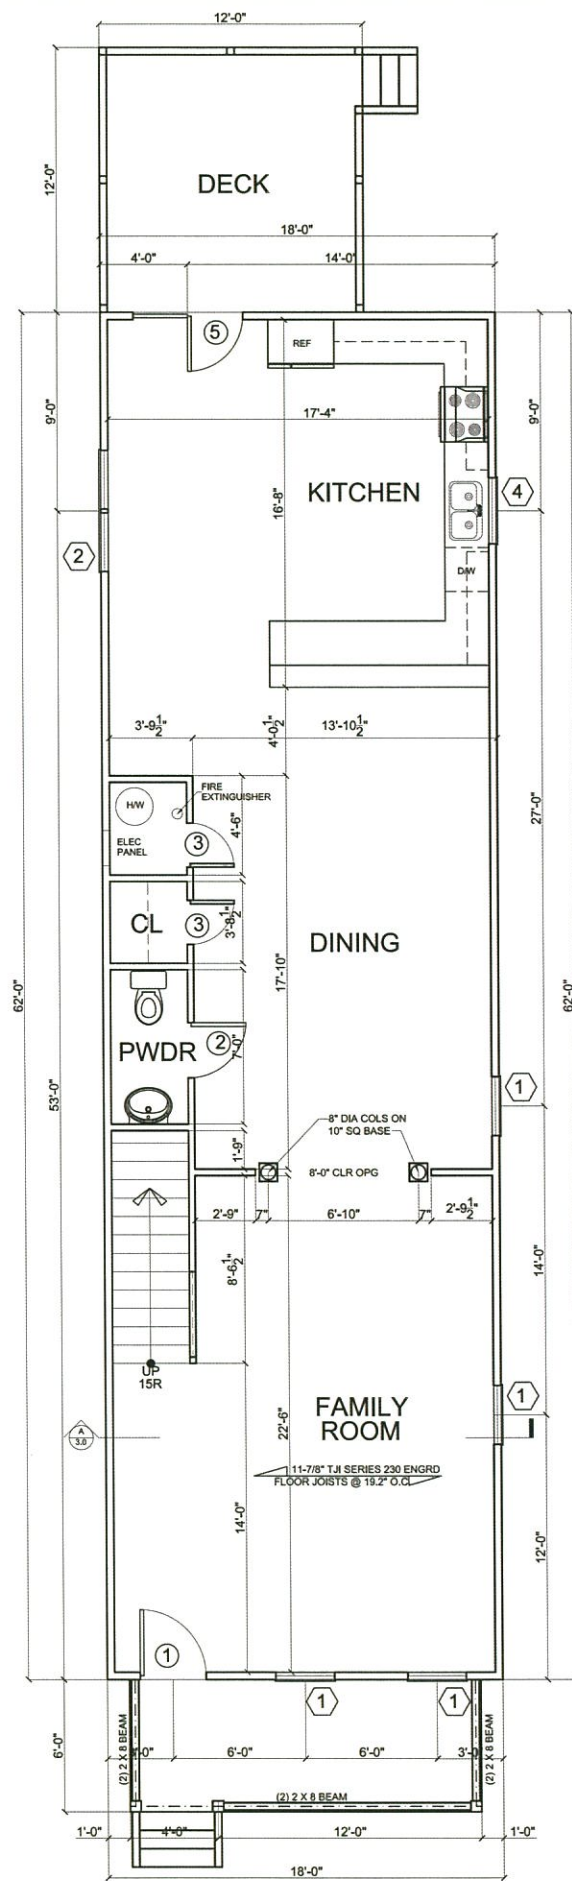 12'-0"
DECK
12'-0"
18'-0"
4'-0"
14'-0"
5
REF
9'-0"
9'-0"
17'-4"
16'-8"
KITCHEN
4
2
D/W
3'-9 1/2"
4'-0 1/2"
13'-10 1/2"
H/W
FIRE
EXTINGUISHER
ELEC
PANEL
3
4'-6"
27'-0"
CL
3
3'-8 1/2"
DINING
17'-10"
62'-0"
62'-0"
PWDR
2
7'-0"
53'-0"
1
8" DIA COLS ON
10" SQ BASE
1'-9"
8'-0" CLR OPG
2'-9"
7"
6'-10"
7"
2'-9 1/2"
8'-6 1/2"
14'-0"
UP
15R
1
FAMILY
ROOM
A
3.0
22'-6"
11-7/8" TJI SERIES 230 ENGRD
FLOOR JOISTS @ 19.2" O.C.
14'-0"
12'-0"
1
1
1
6'-0"
(2) 2 X 8 BEAM
6'-0"
6'-0"
3'-0"
(2) 2 X 8 BEAM
(2) 2 X 8 BEAM
1'-0"
4'-0"
12'-0"
1'-0"
18'-0"